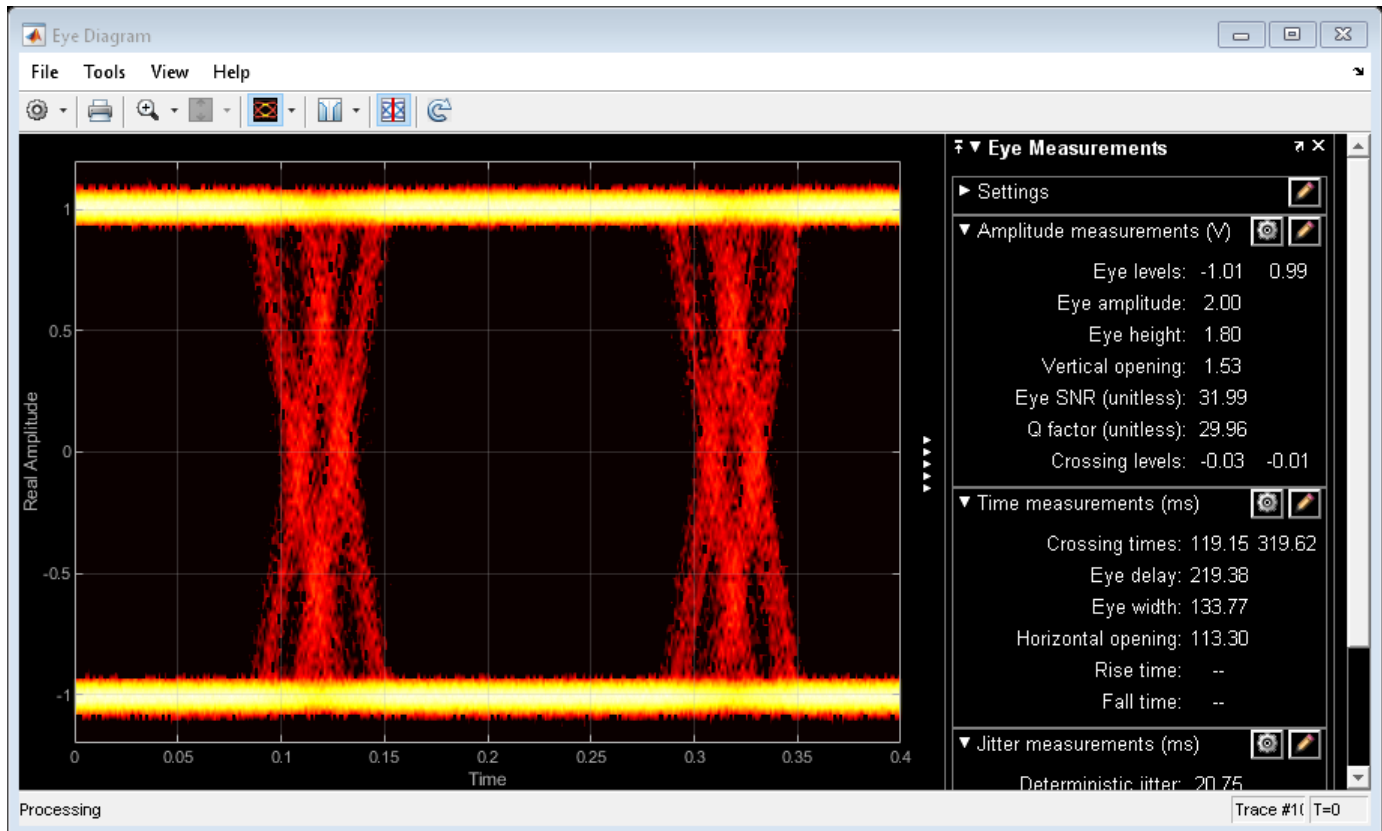 Eye Diagram
File Tools View Help
Eye Measurements
Settings
Amplitude measurements (V)
Eye levels: -1.01 0.99
Eye amplitude: 2.00
Eye height: 1.80
Vertical opening: 1.53
Eye SNR (unitless): 31.99
Q factor (unitless): 29.96
Crossing levels: -0.03 -0.01
Time measurements (ms)
Crossing times: 119.15 319.62
Eye delay: 219.38
Eye width: 133.77
Horizontal opening: 113.30
Rise time: --
Fall time: --
Jitter measurements (ms)
Deterministic jitter: 20.75
Real Amplitude
1
0.5
0
-0.5
-1
0 0.05 0.1 0.15 0.2 0.25 0.3 0.35 0.4
Time
Processing
Trace #1 T=0